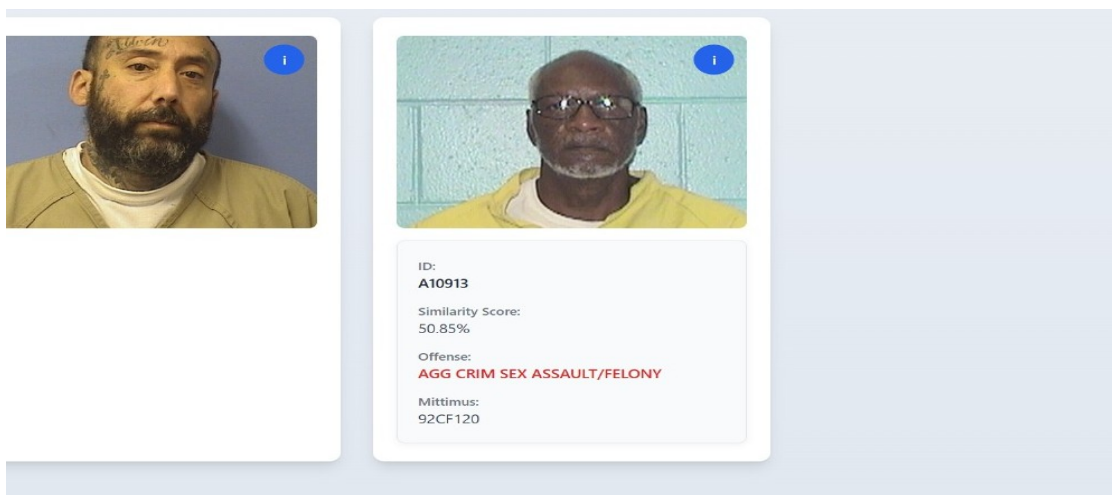 i
i
ID:
A10913
Similarity Score:
50.85%
Offense:
AGG CRIM SEX ASSAULT/FELONY
Mittimus:
92CF120